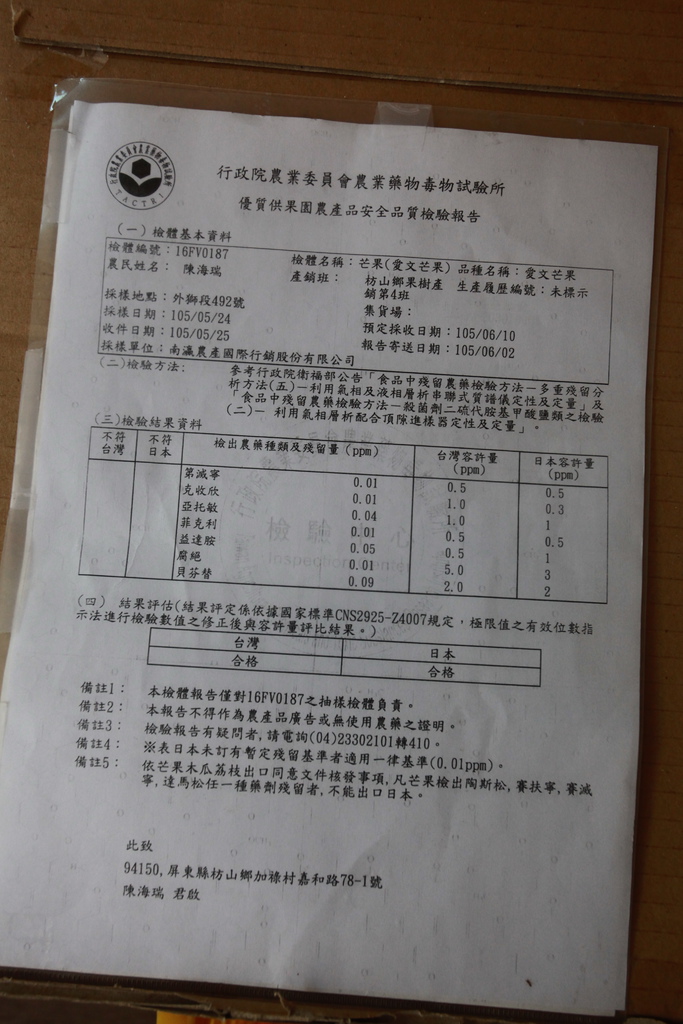 行政院農業委員會農業藥物毒物試驗所
TACTRI
行政院農業委員會農業藥物毒物試驗所
優質供果園農產品安全品質檢驗報告
(一)檢體基本資料
檢體編號：16FV0187 檢體名稱：芒果(愛文芒果) 品種名稱：愛文芒果
農民姓名： 陳海瑞 產銷班： 枋山鄉果樹產銷第4班 生產履歷編號：未標示
採樣地點：外獅段492號 集貨場：
採樣日期：105/05/24 預定採收日期：105/06/10
收件日期：105/05/25 報告寄送日期：105/06/02
採樣單位：南瀛農產國際行銷股份有限公司
(二)檢驗方法： 參考行政院衛福部公告「食品中殘留農藥檢驗方法－多重殘留分
析方法(五)－利用氣相及液相層析串聯式質譜儀定性及定量」及
「食品中殘留農藥檢驗方法－殺菌劑二硫代胺基甲酸鹽類之檢驗
(二)－ 利用氣相層析配合頂隙進樣器定性及定量」。
(三)檢驗結果資料
不符台灣 不符日本 檢出農藥種類及殘留量(ppm) 台灣容許量(ppm) 日本容許量(ppm)
第滅寧 0.01 0.5 0.5
克收欣 0.01 1.0 0.3
亞托敏 0.04 1.0 1
菲克利 0.01 0.5 0.5
益達胺 0.05 0.5 1
腐絕 0.01 5.0 3
貝芬替 0.09 2.0 2
檢驗中心
Inspection Center
(四) 結果評估(結果評定係依據國家標準CNS2925-Z4007規定，極限值之有效位數指
示法進行檢驗數值之修正後與容許量評比結果。)
台灣 日本
合格 合格
備註1： 本檢體報告僅對16FV0187之抽樣檢體負責。
備註2： 本報告不得作為農產品廣告或無使用農藥之證明。
備註3： 檢驗報告有疑問者,請電詢(04)23302101轉410。
備註4： ※表日本未訂有暫定殘留基準者適用一律基準(0.01ppm)。
備註5： 依芒果木瓜荔枝出口同意文件核發事項,凡芒果檢出陶斯松,賽扶寧,賽滅
寧,達馬松任一種藥劑殘留者,不能出口日本。
此致
94150,屏東縣枋山鄉加祿村嘉和路78-1號
陳海瑞 君啟